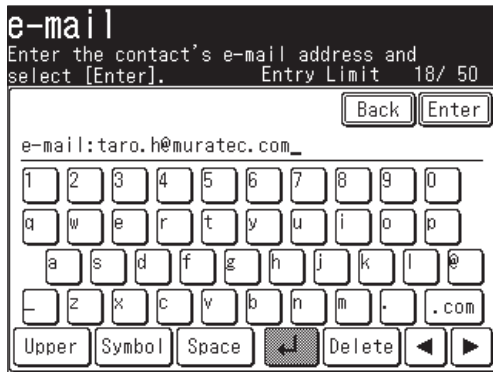 e-mail
Enter the contact's e-mail address and
select [Enter]. Entry Limit 18/ 50
Back Enter
e-mail:taro.h@muratec.com_
1 2 3 4 5 6 7 8 9 0
q w e r t y u i o p
a s d f g h j k l @
_ z x c v b n m . .com
Upper Symbol Space ↵ Delete ◀ ▶